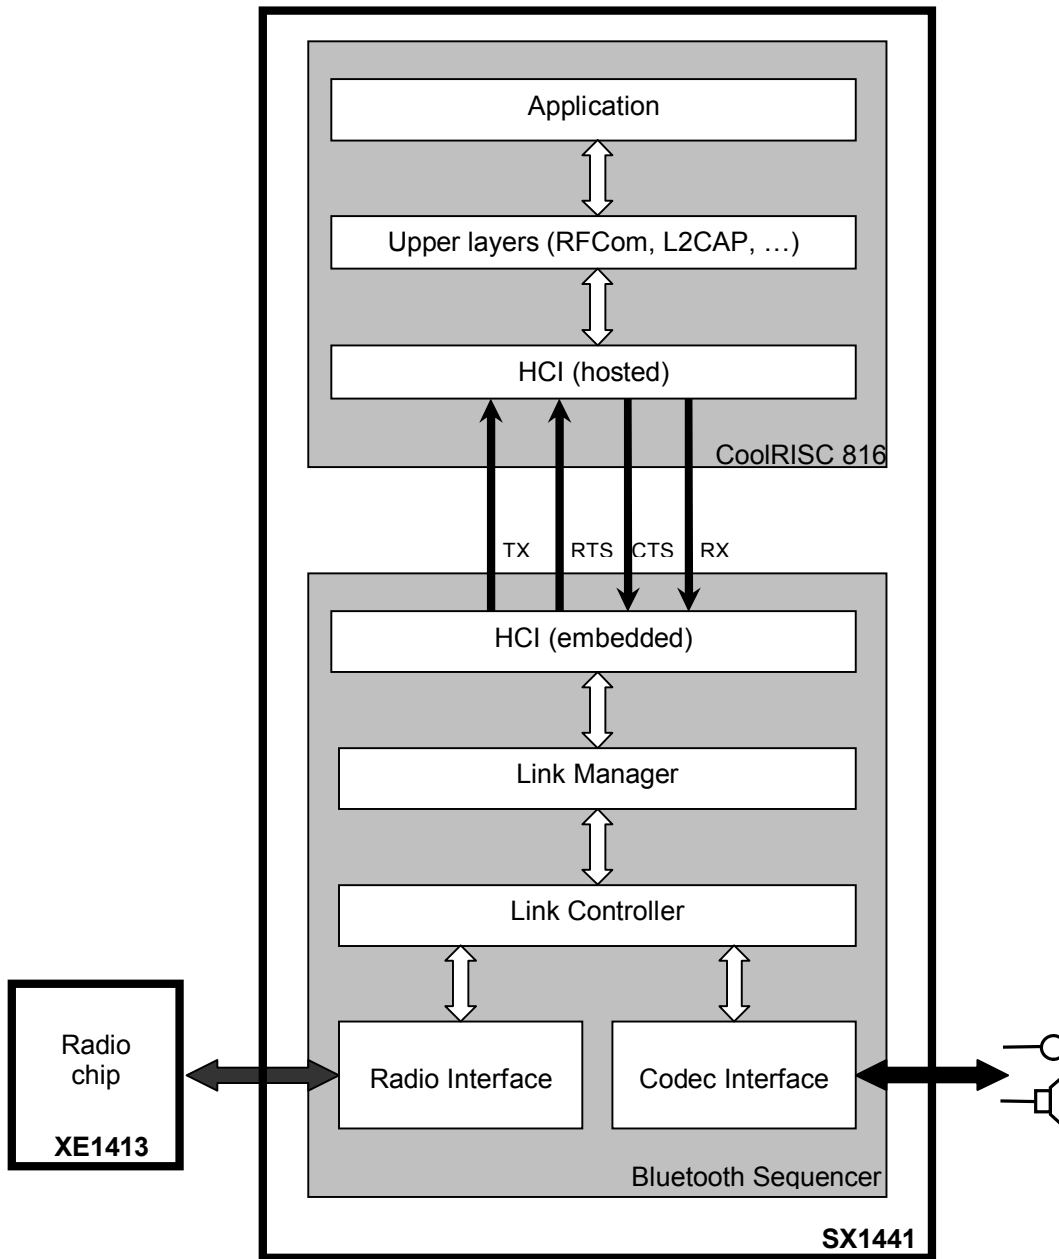 Application
Upper layers (RFCom, L2CAP, …)
HCI (hosted)
CoolRISC 816
TX RTS CTS RX
HCI (embedded)
Link Manager
Link Controller
Radio
chip
XE1413
Radio Interface
Codec Interface
Bluetooth Sequencer
SX1441